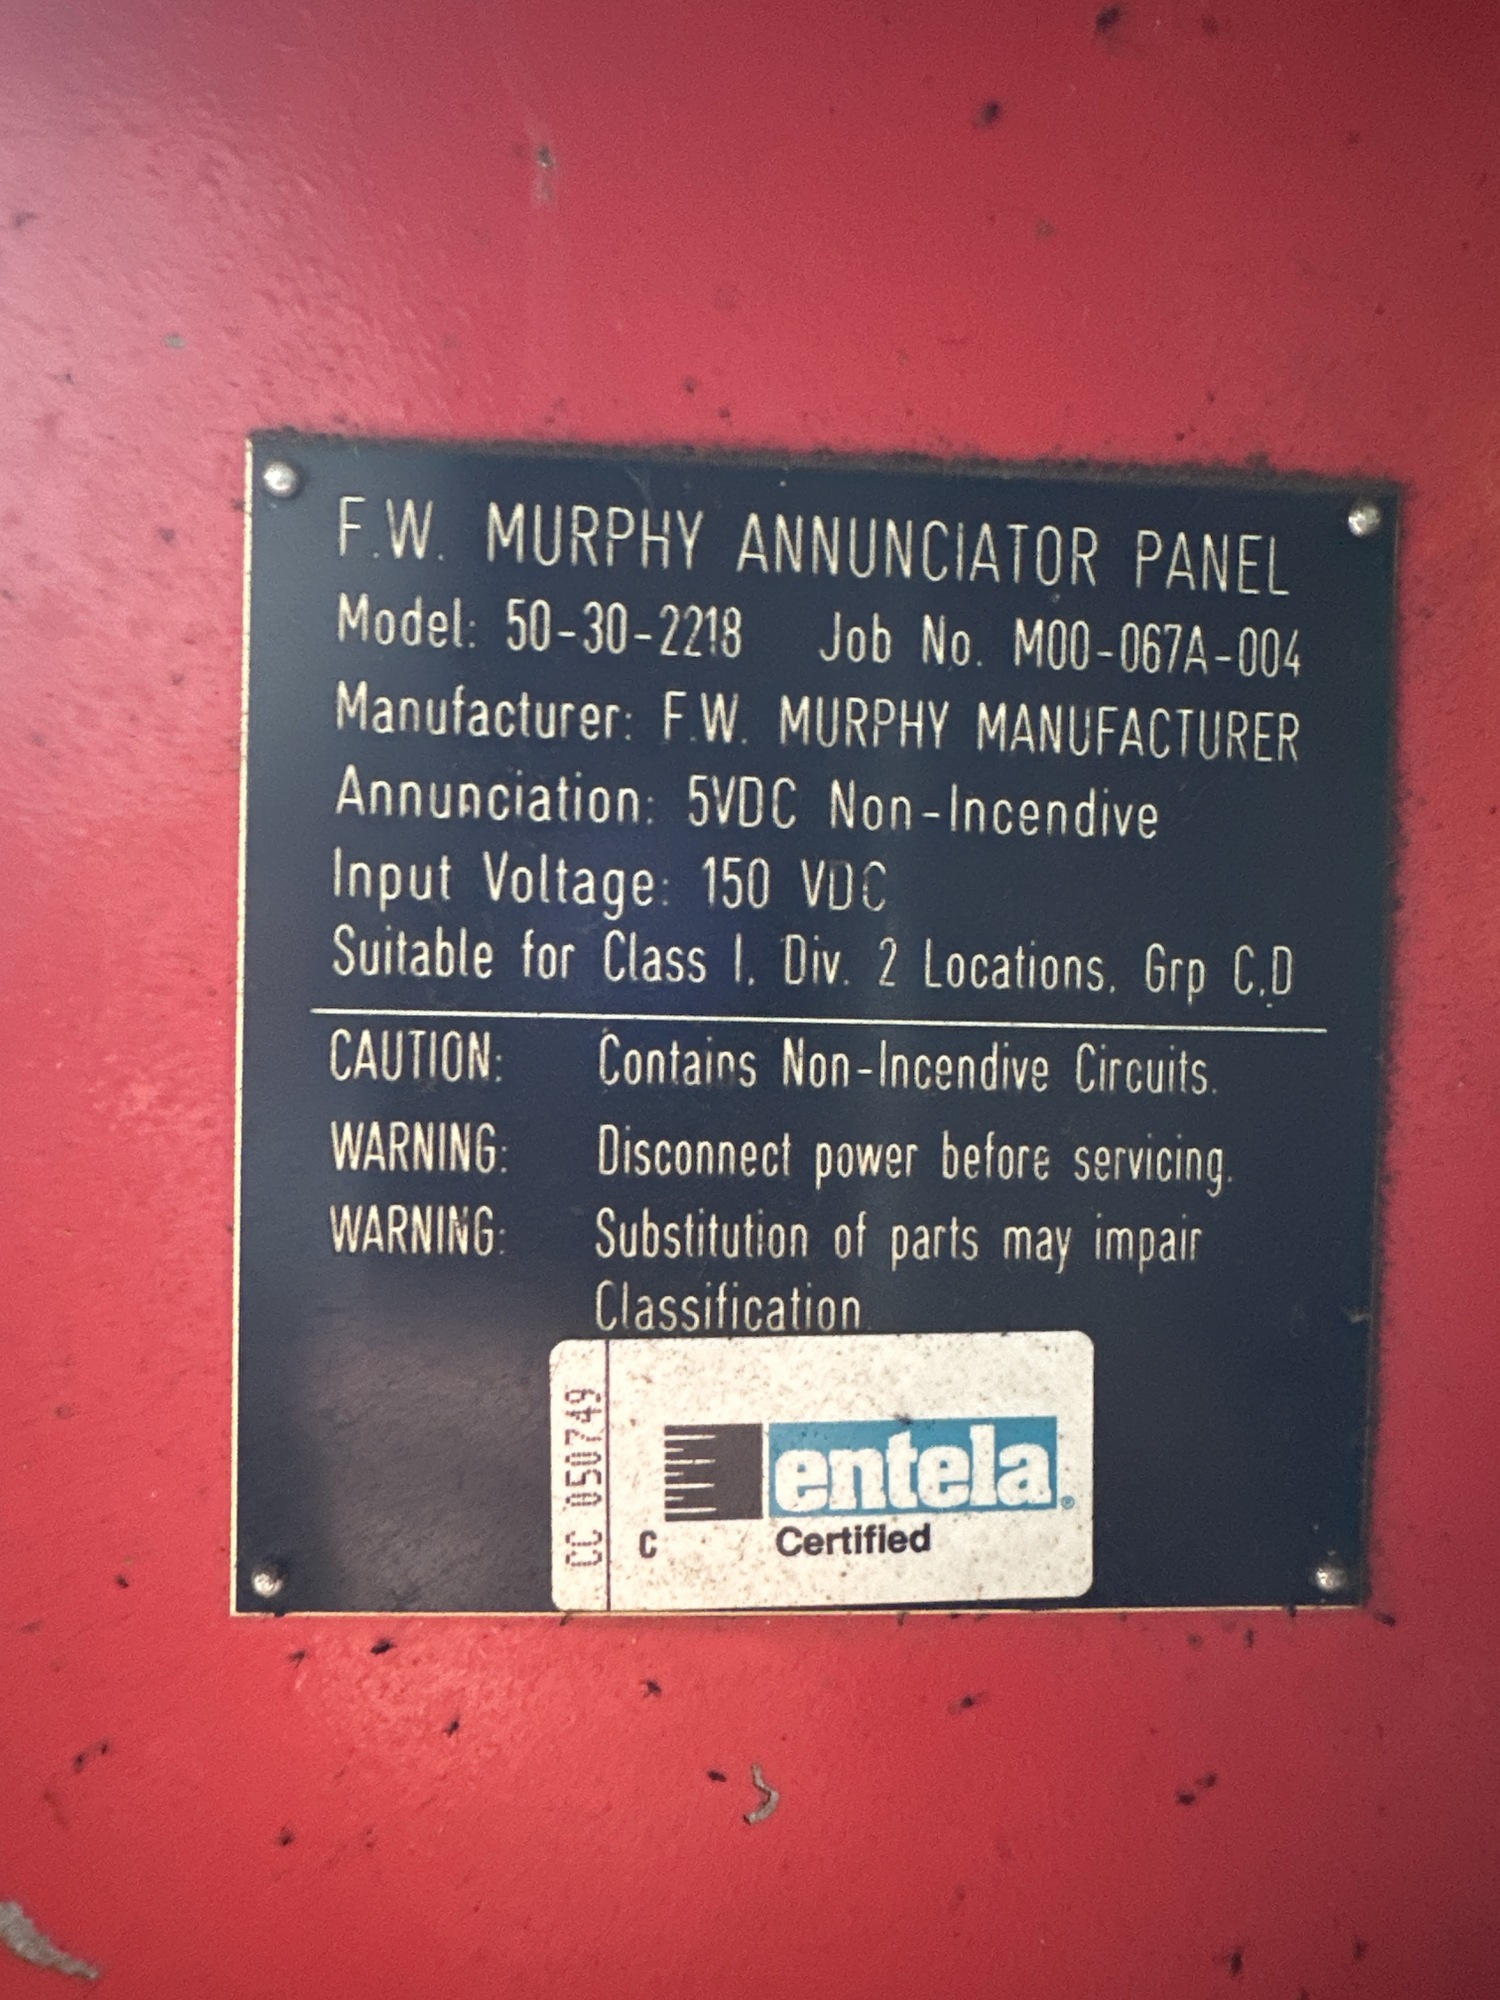 F.W. MURPHY ANNUNCIATOR PANEL
Model: 50-30-2218 Job No. M00-067A-004
Manufacturer: F.W. MURPHY MANUFACTURER
Annunciation: 5VDC Non-Incendive
Input Voltage: 150 VDC
Suitable for Class I, Div. 2 Locations, Grp C,D
CAUTION: Contains Non-Incendive Circuits.
WARNING: Disconnect power before servicing.
WARNING: Substitution of parts may impair
Classification
CC 050749
entela®
C Certified